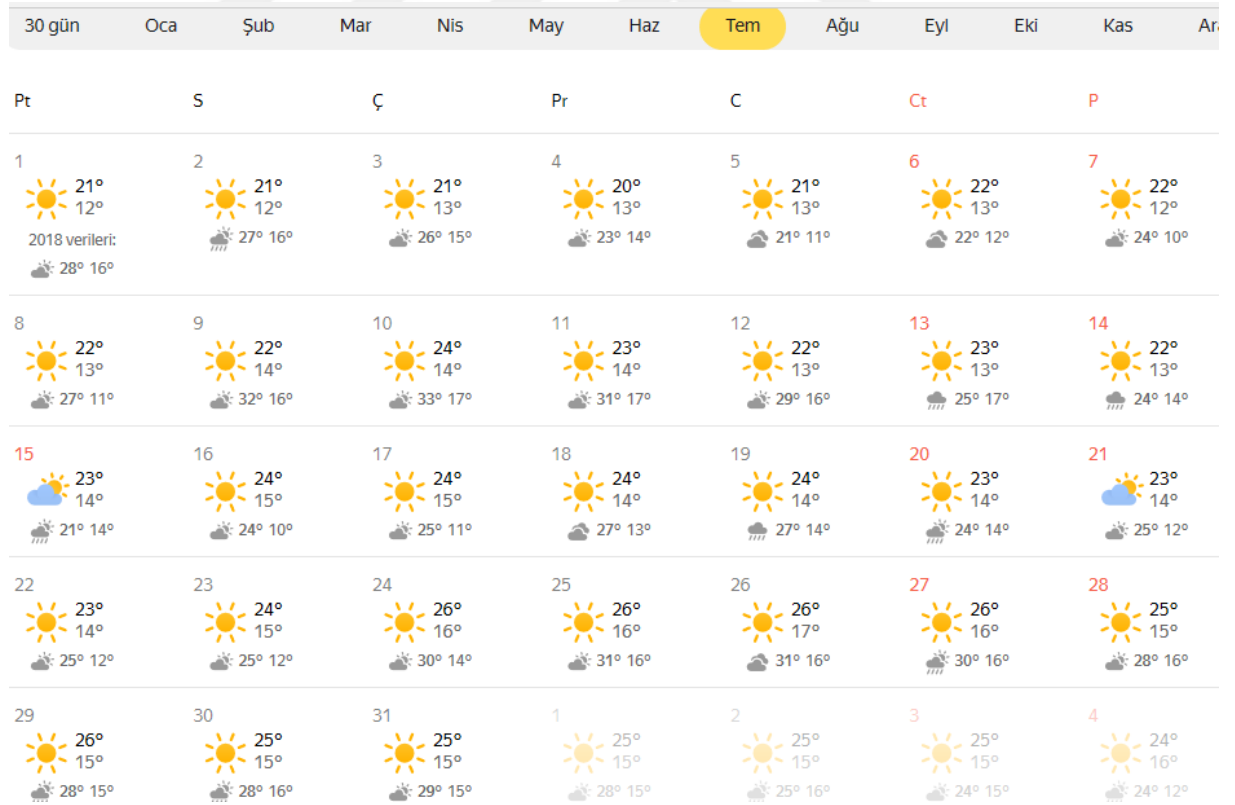 30 gün Oca Şub Mar Nis May Haz Tem Ağu Eyl Eki Kas
Pt S Ç Pr C Ct P
1 2 3 4 5 6 7
21° 21° 21° 20° 21° 22° 22°
12° 12° 13° 13° 13° 13° 12°
2018 verileri: 27° 16° 26° 15° 23° 14° 21° 11° 22° 12° 24° 10°
28° 16°
8 9 10 11 12 13 14
22° 22° 24° 23° 22° 23° 22°
13° 14° 14° 14° 13° 13° 13°
27° 11° 32° 16° 33° 17° 31° 17° 29° 16° 25° 17° 24° 14°
15 16 17 18 19 20 21
23° 24° 24° 24° 24° 23° 23°
14° 15° 15° 14° 14° 14° 14°
21° 14° 24° 10° 25° 11° 27° 13° 27° 14° 24° 14° 25° 12°
22 23 24 25 26 27 28
23° 24° 26° 26° 26° 26° 25°
14° 15° 16° 16° 17° 16° 15°
25° 12° 25° 12° 30° 14° 31° 16° 31° 16° 30° 16° 28° 16°
29 30 31 1 2 3 4
26° 25° 25° 25° 25° 25° 24°
15° 15° 15° 15° 15° 15° 16°
28° 15° 28° 16° 29° 15° 28° 15° 25° 16° 24° 15° 24° 12°